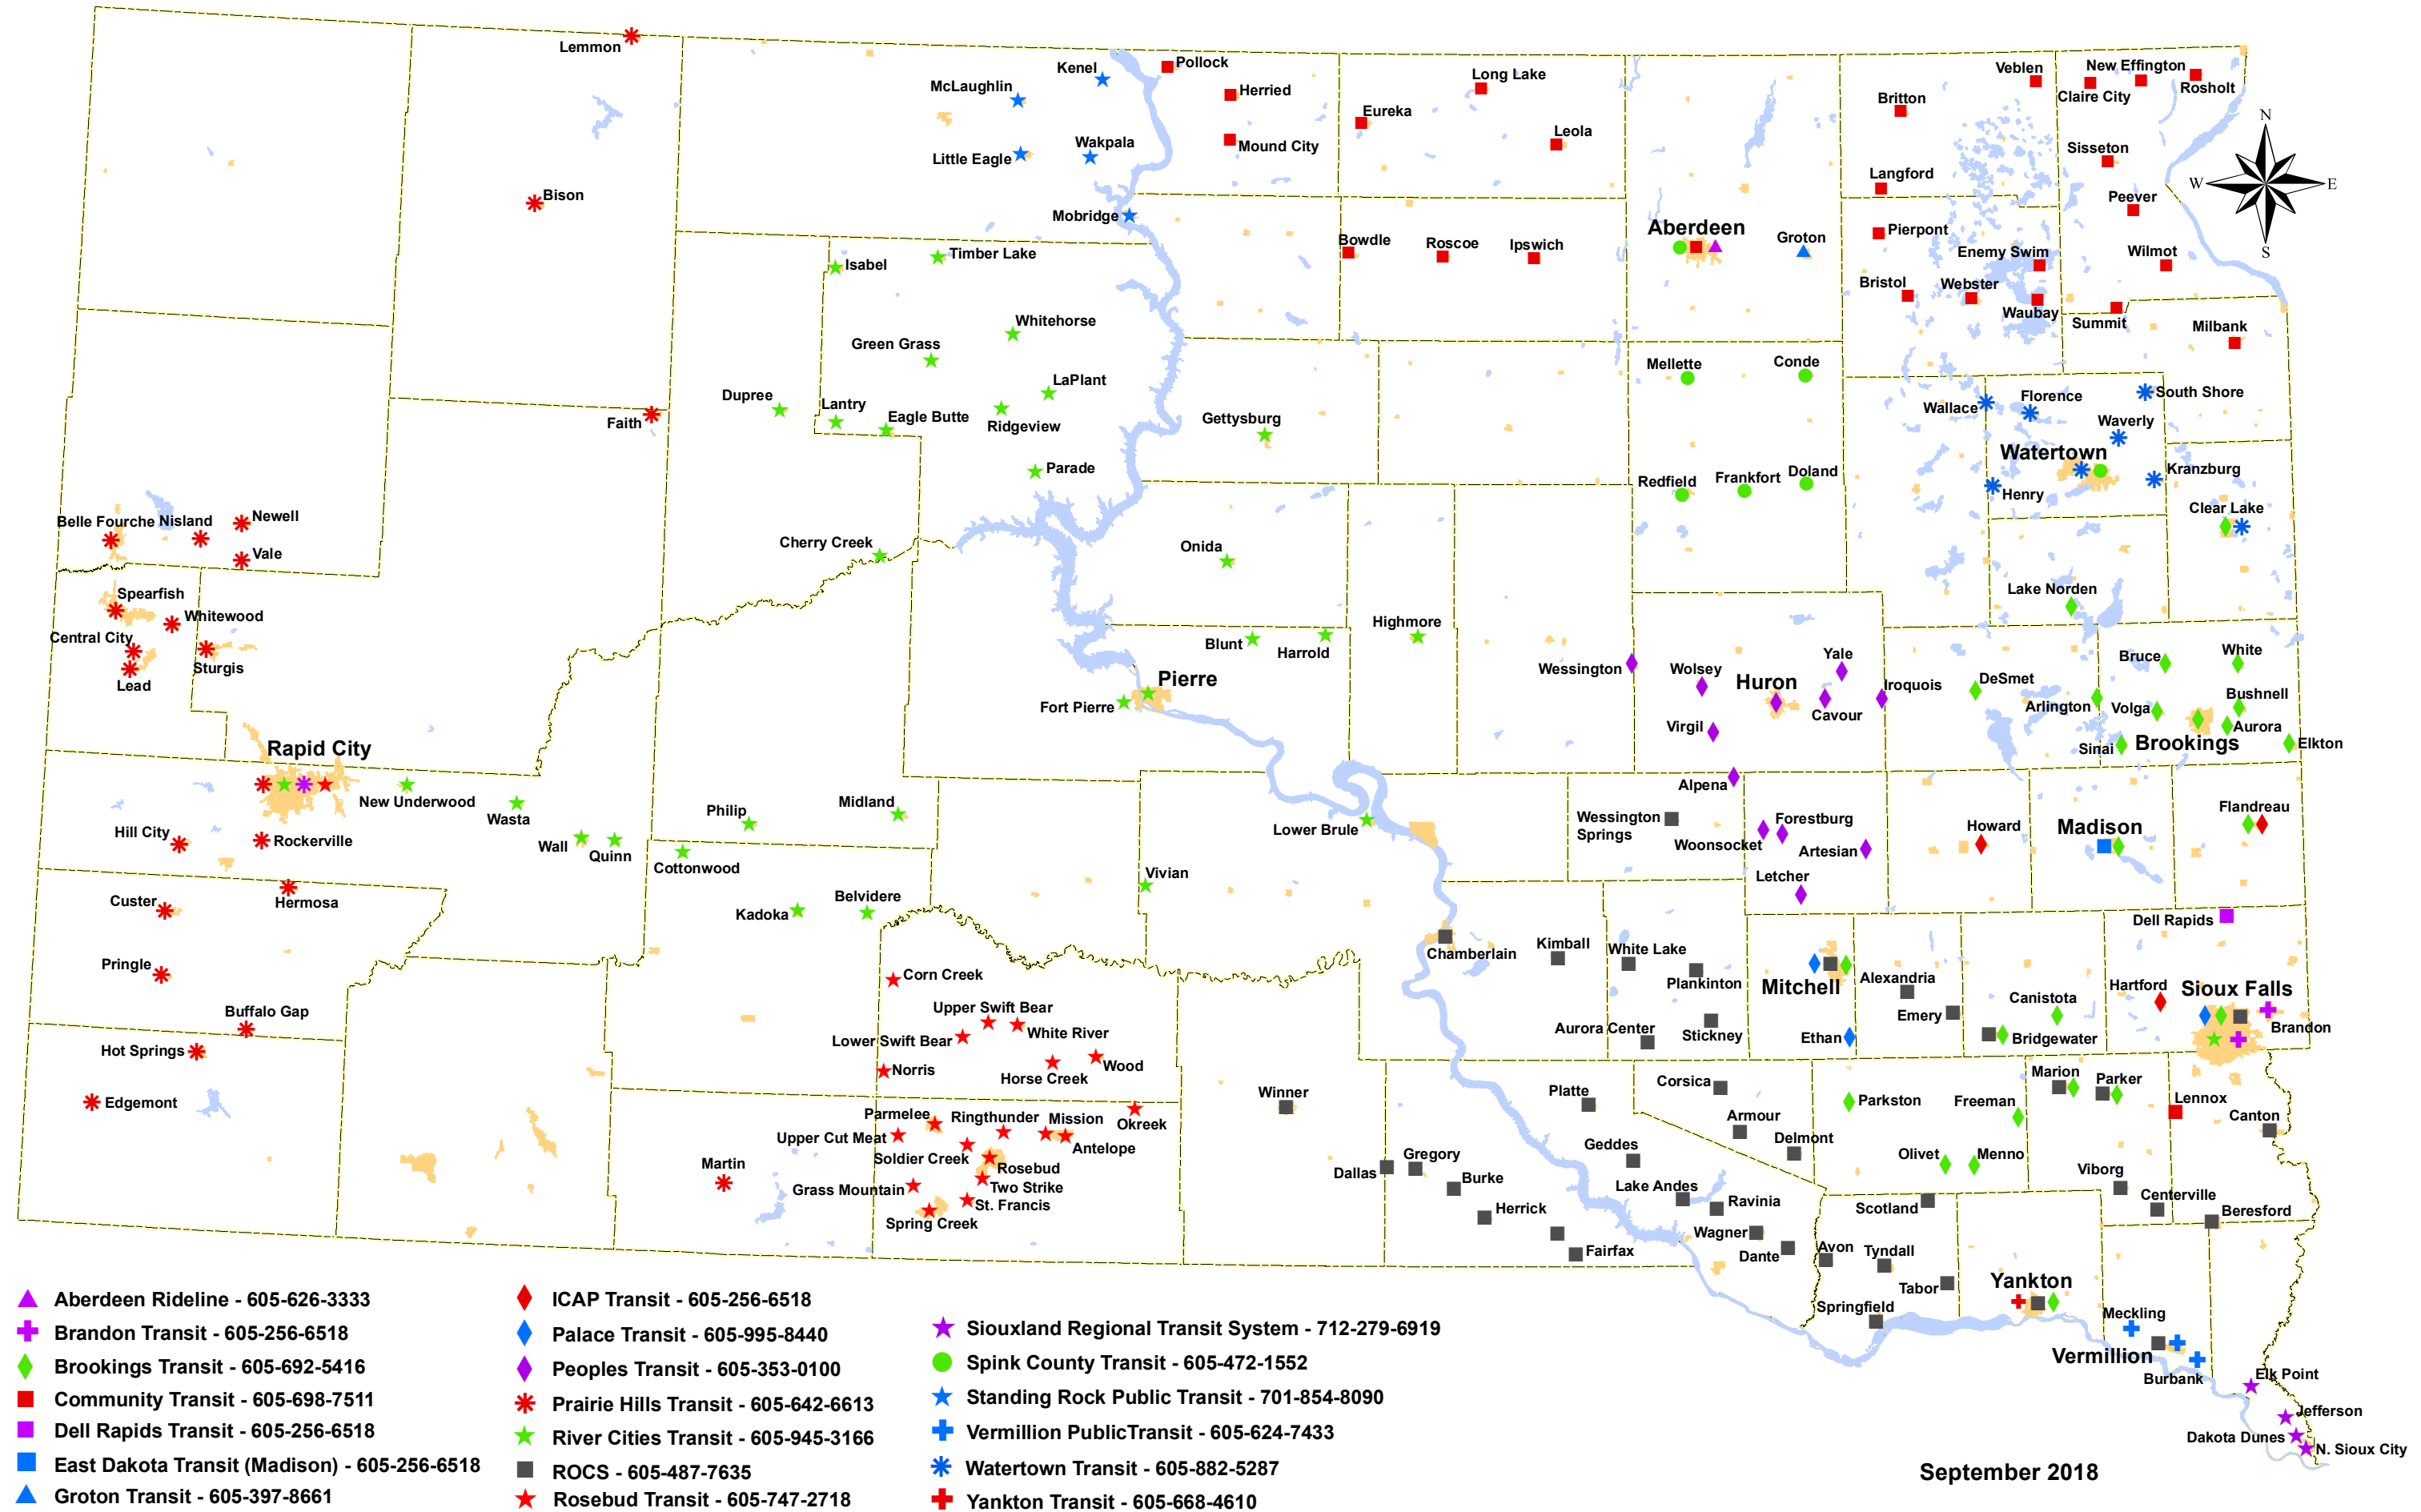 Lemmon
Kenel
Pollock
McLaughlin
Herried
Long Lake
Veblen
New Effington
Claire City
Rosholt
Eureka
Britton
N
Little Eagle
Wakpala
Mound City
Leola
Sisseton
Langford
W
E
Bison
Peever
Mobridge
S
Aberdeen
Groton
Pierpont
Bowdle
Roscoe
Ipswich
Enemy Swim
Wilmot
Isabel
Timber Lake
Bristol
Webster
Waubay
Summit
Milbank
Whitehorse
Green Grass
Mellette
Conde
LaPlant
Dupree
Lantry
Eagle Butte
Ridgeview
Gettysburg
Wallace
Florence
South Shore
Waverly
Faith
Watertown
Parade
Redfield
Frankfort
Doland
Kranzburg
Henry
Clear Lake
Belle Fourche
Nisland
Newell
Vale
Cherry Creek
Onida
Spearfish
Whitewood
Lake Norden
Central City
Sturgis
Lead
Blunt
Harrold
Highmore
Wessington
Wolsey
Yale
Huron
Cavour
Iroquois
Virgil
DeSmet
Bruce
White
Arlington
Volga
Bushnell
Aurora
Sinai
Brookings
Elkton
Pierre
Fort Pierre
Rapid City
New Underwood
Wasta
Alpena
Hill City
Rockerville
Wall
Quinn
Philip
Midland
Cottonwood
Lower Brule
Wessington
Springs
Woonsocket
Forestburg
Artesian
Letcher
Howard
Madison
Flandreau
Custer
Hermosa
Kadoka
Belvidere
Vivian
Dell Rapids
Pringle
Corn Creek
Chamberlain
Kimball
White Lake
Plankinton
Mitchell
Alexandria
Canistota
Hartford
Sioux Falls
Brandon
Buffalo Gap
Upper Swift Bear
White River
Lower Swift Bear
Aurora Center
Stickney
Ethan
Emery
Bridgewater
Hot Springs
Norris
Horse Creek
Wood
Edgemont
Winner
Platte
Corsica
Marion
Parker
Lennox
Canton
Parmelee
Ringthunder
Mission
Okreek
Upper Cut Meat
Antelope
Soldier Creek
Rosebud
Armour
Delmont
Parkston
Freeman
Olivet
Menno
Martin
Grass Mountain
Two Strike
St. Francis
Spring Creek
Dallas
Gregory
Burke
Herrick
Fairfax
Geddes
Lake Andes
Ravinia
Wagner
Dante
Avon
Tyndall
Scotland
Tabor
Springfield
Viborg
Centerville
Beresford
Yankton
Meckling
Vermillion
Burbank
Elk Point
Jefferson
Dakota Dunes
N. Sioux City
Aberdeen Rideline - 605-626-3333
Brandon Transit - 605-256-6518
Brookings Transit - 605-692-5416
Community Transit - 605-698-7511
Dell Rapids Transit - 605-256-6518
East Dakota Transit (Madison) - 605-256-6518
Groton Transit - 605-397-8661
ICAP Transit - 605-256-6518
Palace Transit - 605-995-8440
Peoples Transit - 605-353-0100
Prairie Hills Transit - 605-642-6613
River Cities Transit - 605-945-3166
ROCS - 605-487-7635
Rosebud Transit - 605-747-2718
Siouxland Regional Transit System - 712-279-6919
Spink County Transit - 605-472-1552
Standing Rock Public Transit - 701-854-8090
Vermillion PublicTransit - 605-624-7433
Watertown Transit - 605-882-5287
Yankton Transit - 605-668-4610
September 2018